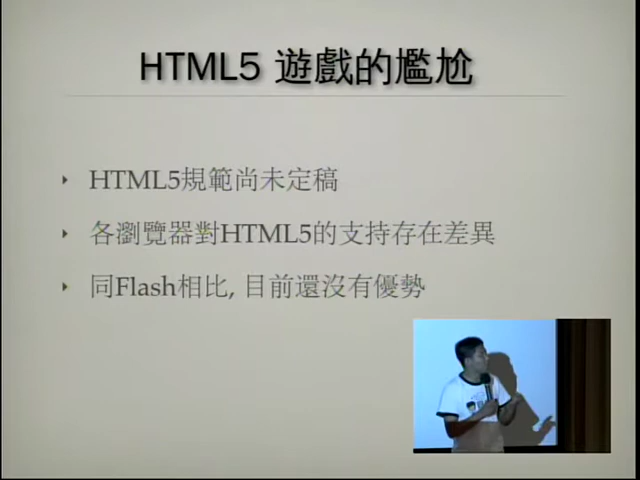 HTML5 遊戲的尷尬
HTML5規範尚未定稿
各瀏覽器對HTML5的支持存在差異
同Flash相比, 目前還沒有優勢